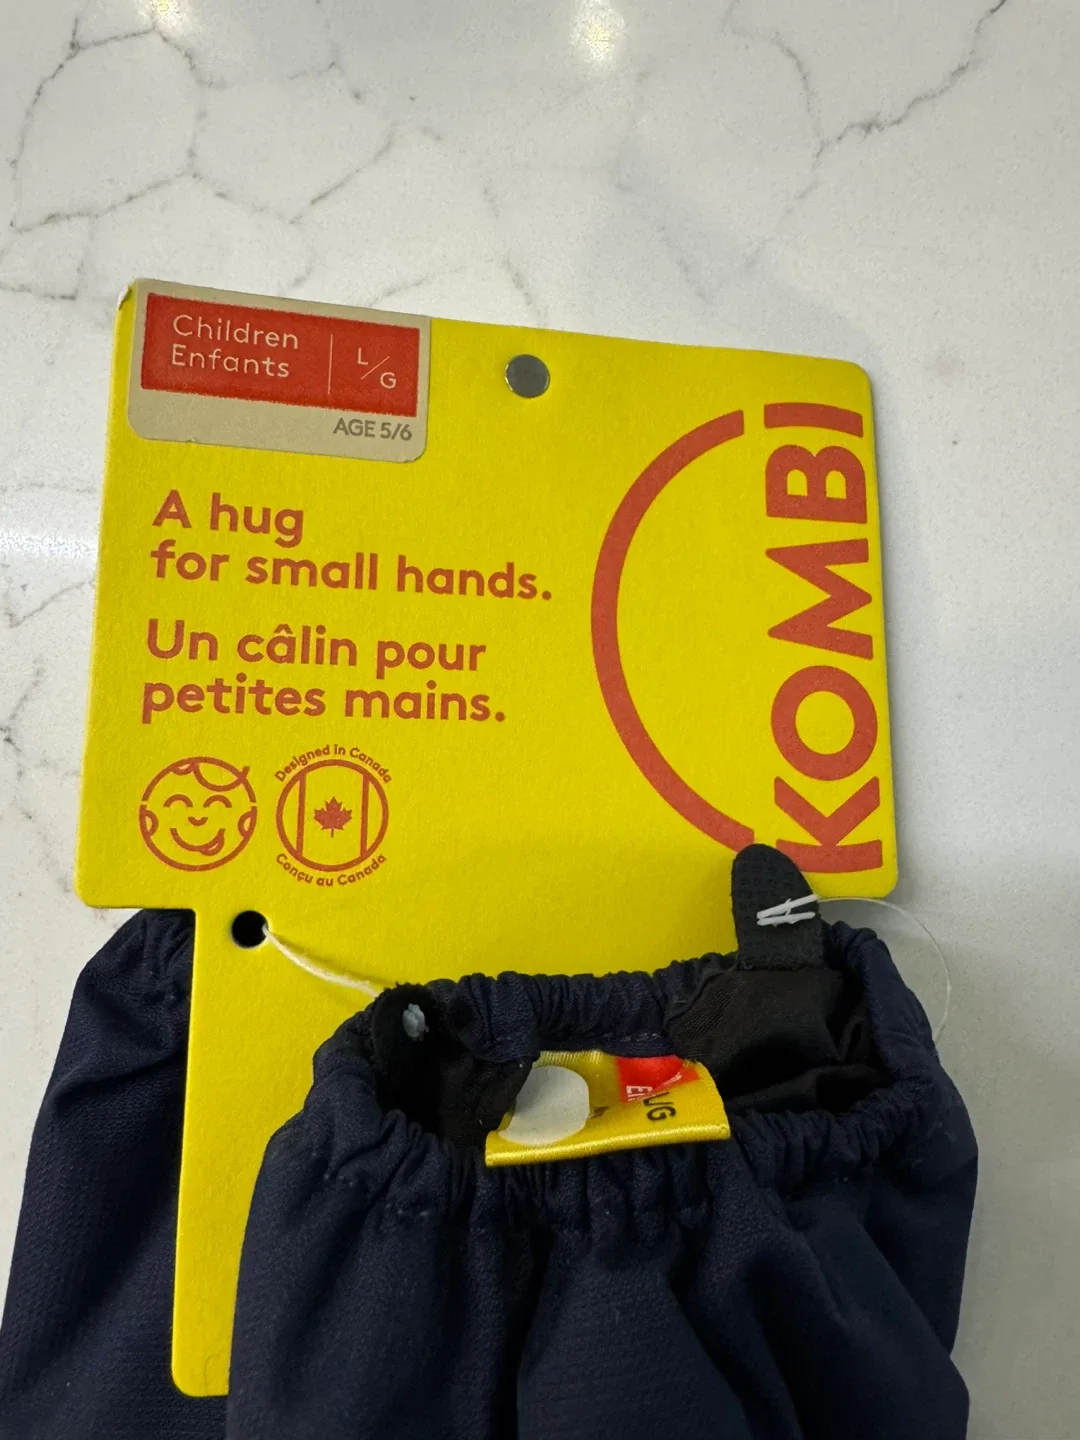 Children
Enfants
L/G
AGE 5/6
A hug
for small hands.
Un câlin pour
petites mains.
Designed in Canada
Conçu au Canada
KOMBI